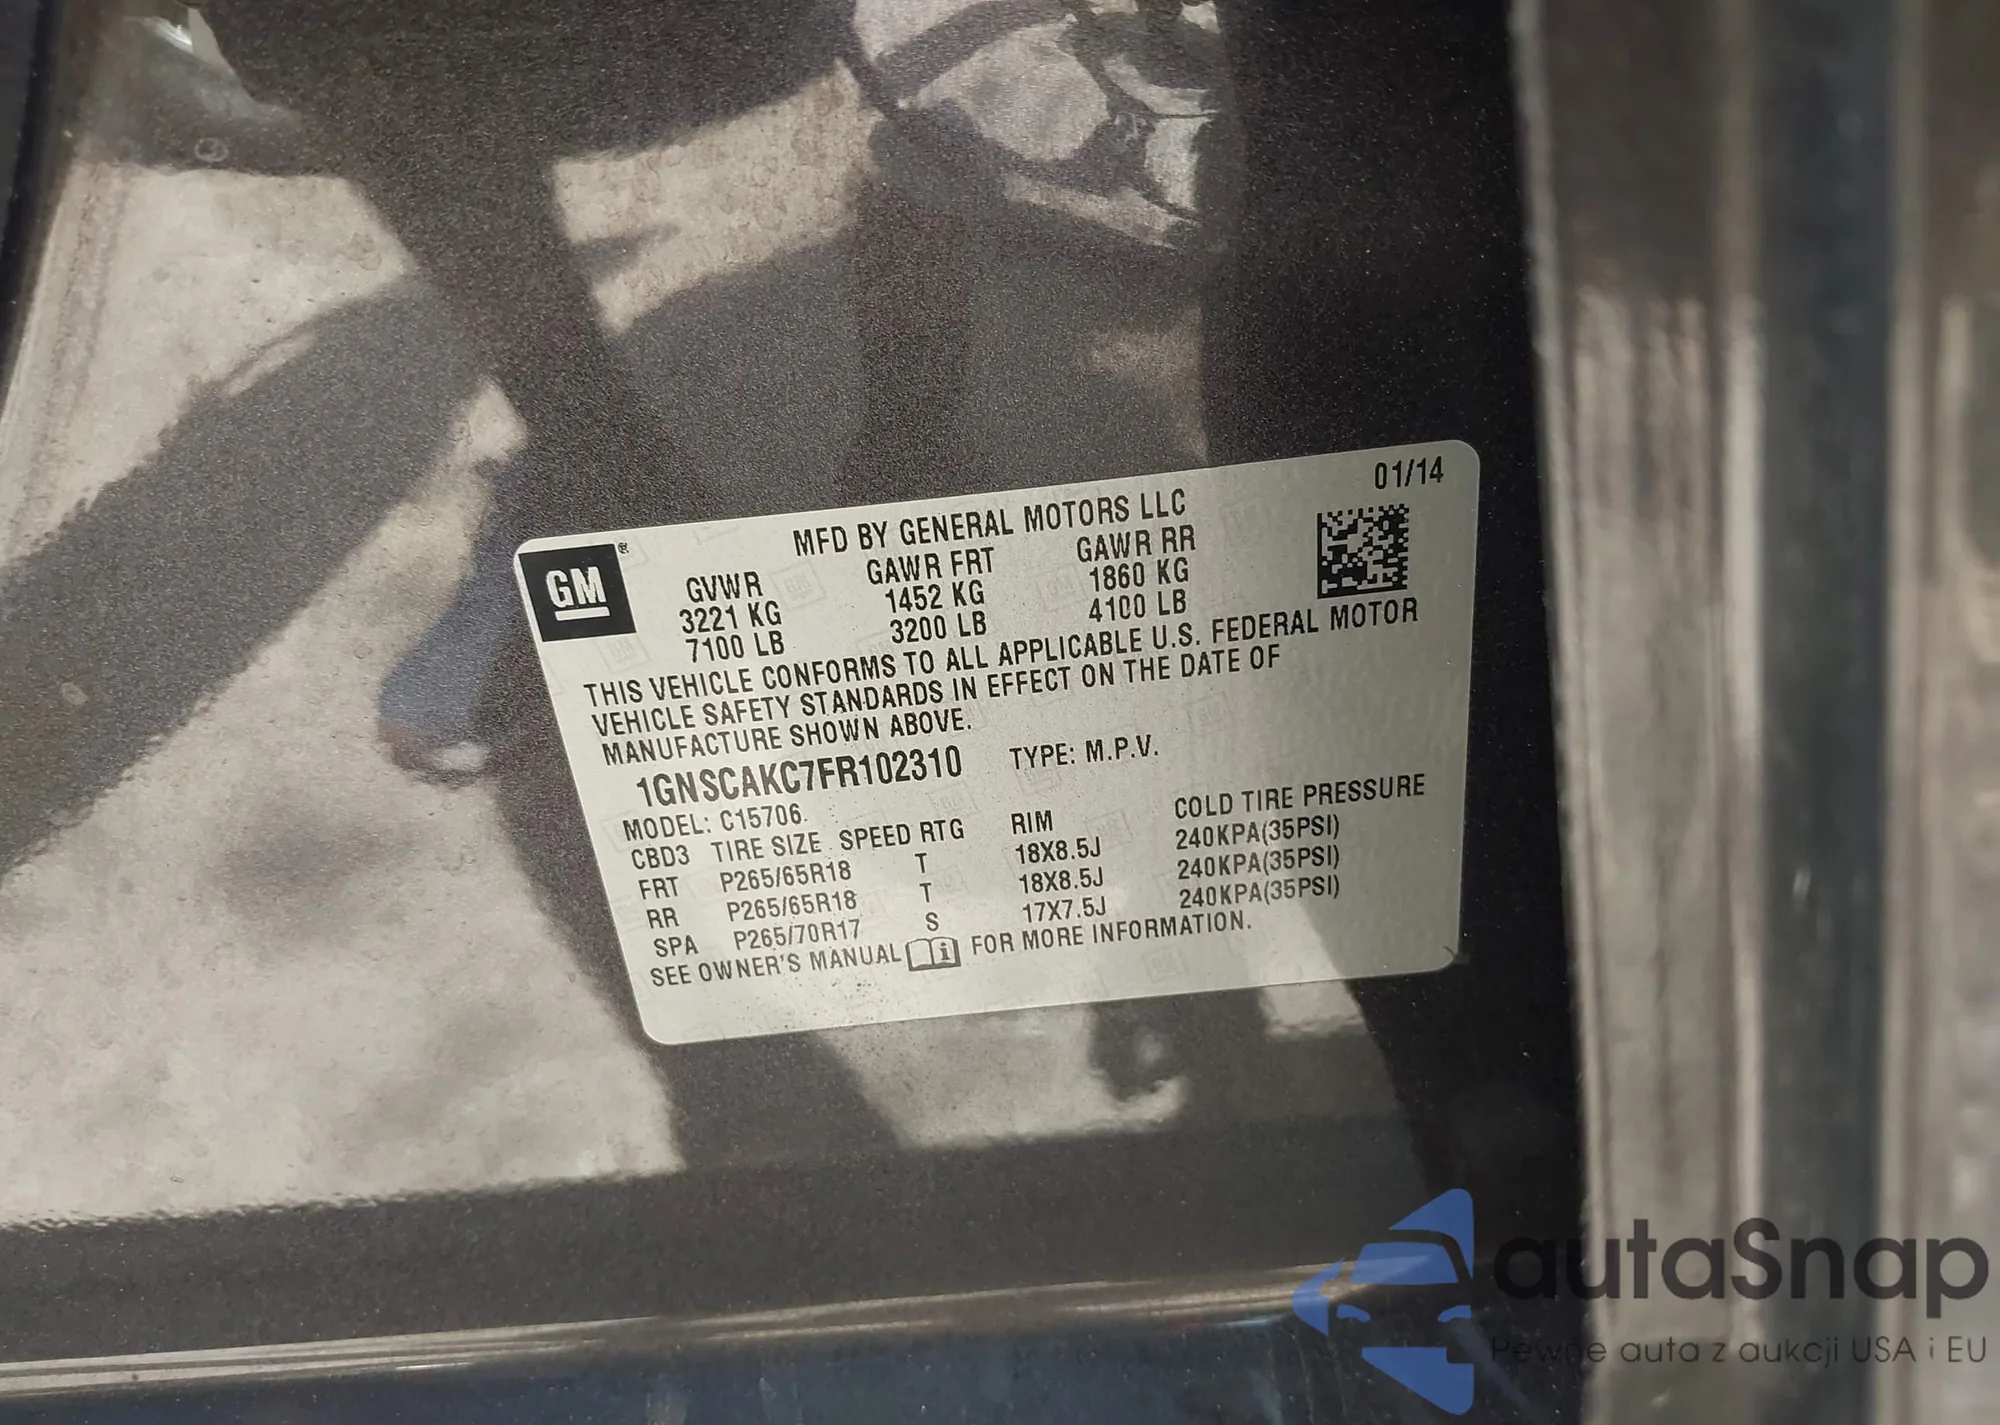 01/14
MFD BY GENERAL MOTORS LLC
GM®
GVWR GAWR FRT GAWR RR
3221 KG 1452 KG 1860 KG
7100 LB 3200 LB 4100 LB
THIS VEHICLE CONFORMS TO ALL APPLICABLE U.S. FEDERAL MOTOR
VEHICLE SAFETY STANDARDS IN EFFECT ON THE DATE OF
MANUFACTURE SHOWN ABOVE.
1GNSCAKC7FR102310 TYPE: M.P.V.
MODEL: C15706
CBD3 TIRE SIZE SPEED RTG RIM COLD TIRE PRESSURE
FRT P265/65R18 T 18X8.5J 240KPA(35PSI)
RR P265/65R18 T 18X8.5J 240KPA(35PSI)
SPA P265/70R17 S 17X7.5J 240KPA(35PSI)
SEE OWNER'S MANUAL i FOR MORE INFORMATION.
autaSnap
Pewne auta z aukcji USA i EU